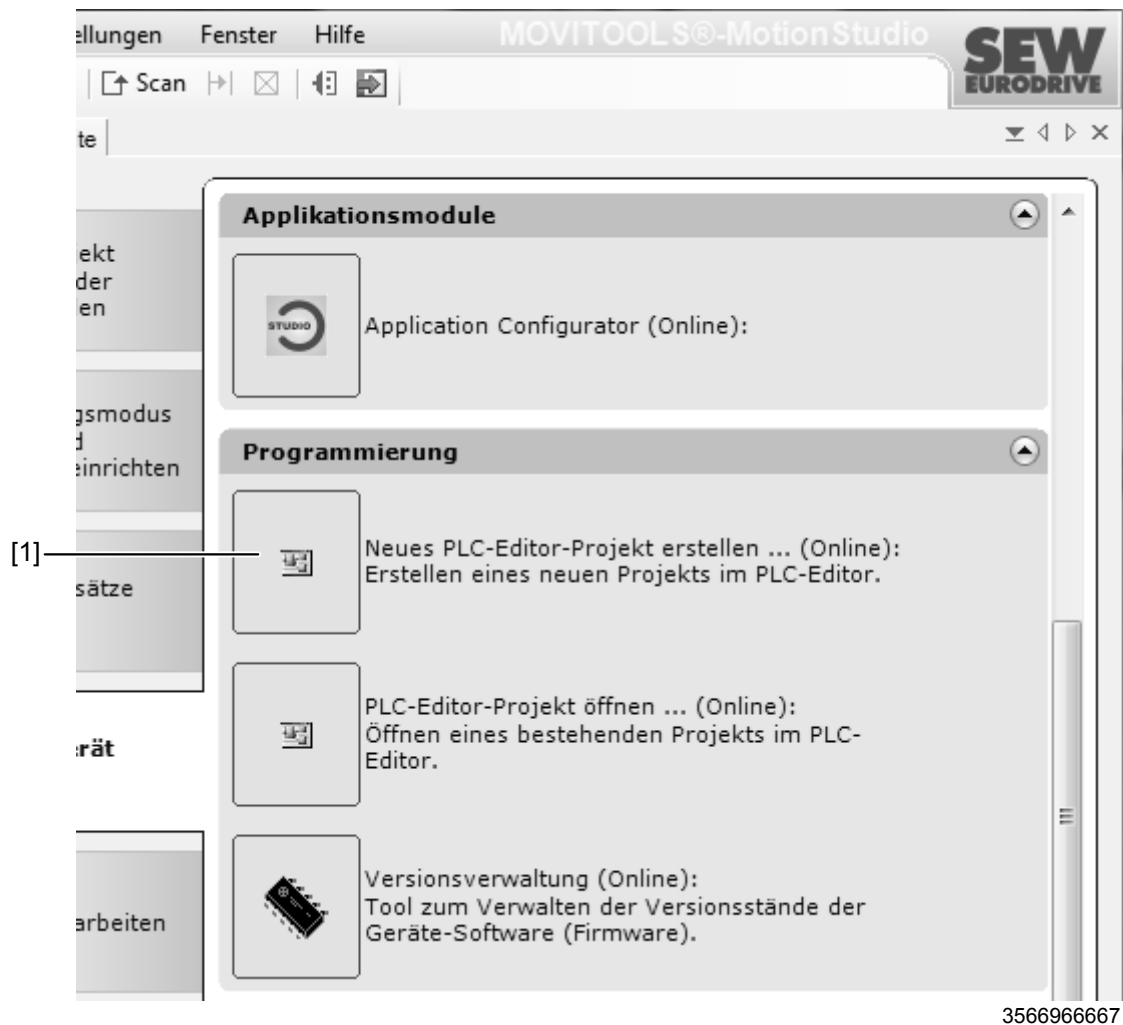 ellungen Fenster Hilfe MOVITOOLS®-MotionStudio
SEW
EURODRIVE
Scan
te
Applikationsmodule
ekt
der
en
STUDIO
Application Configurator (Online):
gsmodus
d
einrichten
Programmierung
[1]
Neues PLC-Editor-Projekt erstellen ... (Online):
Erstellen eines neuen Projekts im PLC-Editor.
sätze
PLC-Editor-Projekt öffnen ... (Online):
Öffnen eines bestehenden Projekts im PLC-
Editor.
erät
Versionsverwaltung (Online):
Tool zum Verwalten der Versionsstände der
Geräte-Software (Firmware).
arbeiten
3566966667